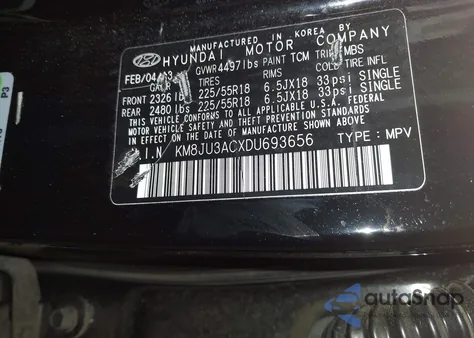 MANUFACTURED IN KOREA BY
HYUNDAI MOTOR COMPANY
FEB/04/13 GVWR 4497lbs PAINT TCM TRIM MBS
GAWR TIRES RIMS COLD TIRE INFL
FRONT 2326lbs 225/55R18 6.5JX18 33psi SINGLE
REAR 2480lbs 225/55R18 6.5JX18 33psi SINGLE
THIS VEHICLE CONFORMS TO ALL APPLICABLE U.S.A. FEDERAL
MOTOR VEHICLE SAFETY AND THEFT PREVENTION STANDARDS
IN EFFECT ON THE DATE OF MANUFACTURE SHOWN ABOVE.
V.I.N KM8JU3ACXDU693656 TYPE : MPV
P3
autoSnap